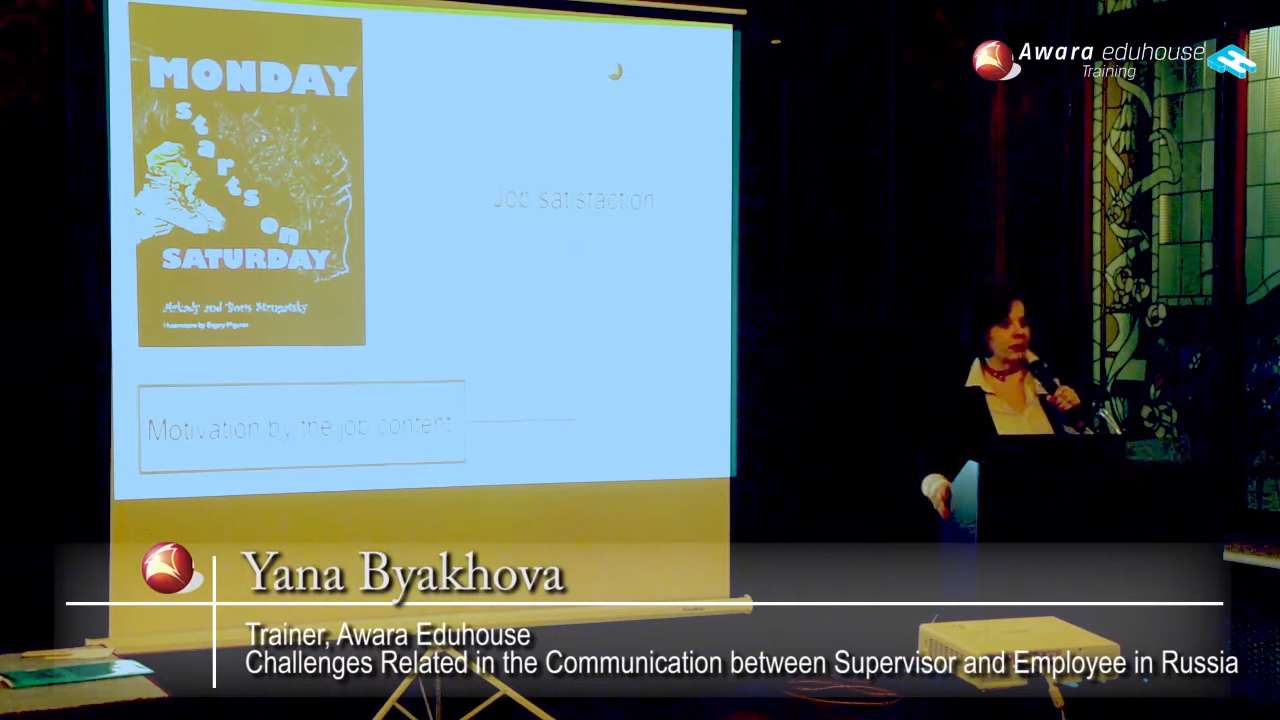 Awara eduhouse
Training
MONDAY
starts
on
SATURDAY
Arkady and Boris Strugatsky
Job satisfaction
Motivation by the job content
Yana Byakhova
Trainer, Awara Eduhouse
Challenges Related in the Communication between Supervisor and Employee in Russia